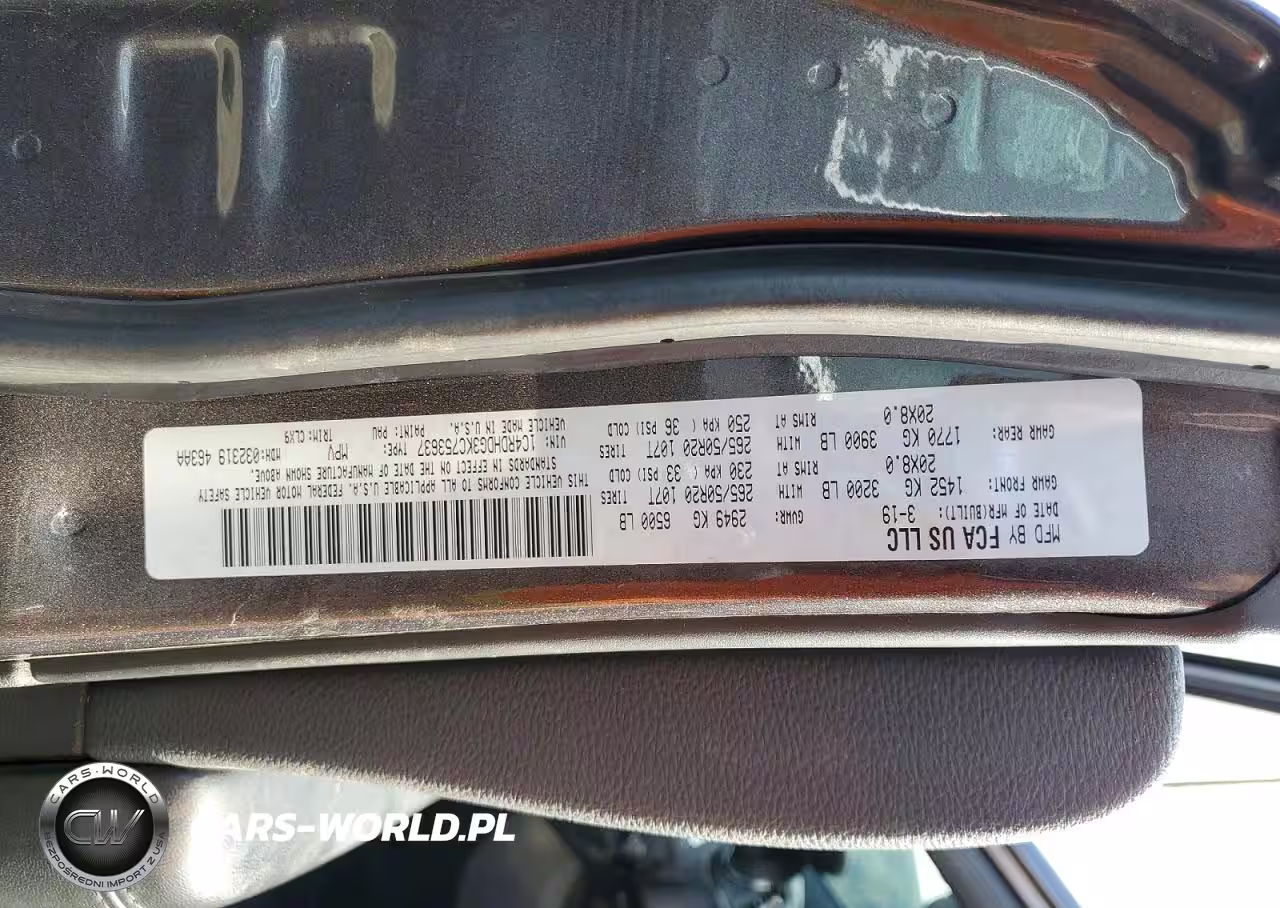 MFD BY FCA US LLC
DATE OF MFR(BUILT): 3-19 GVWR: 2949 KG 6500 LB
GAWR FRONT: 1452 KG 3200 LB WITH 265/50R20 107T TIRES
20X8.0 RIMS AT 230 KPA ( 33 PSI) COLD
GAWR REAR: 1770 KG 3900 LB WITH 265/50R20 107T TIRES
20X8.0 RIMS AT 250 KPA ( 36 PSI) COLD
THIS VEHICLE CONFORMS TO ALL APPLICABLE U.S.A. FEDERAL MOTOR VEHICLE SAFETY
STANDARDS IN EFFECT ON THE DATE OF MANUFACTURE SHOWN ABOVE.
VIN: 1C4RDHDG3KC753637 TYPE: MPV MDH: 032319 463AA
VEHICLE MADE IN U.S.A. PAINT: PAU TRIM: CLX9
CARS-WORLD
CW
BEZPOŚREDNI IMPORT Z USA
CARS-WORLD.PL